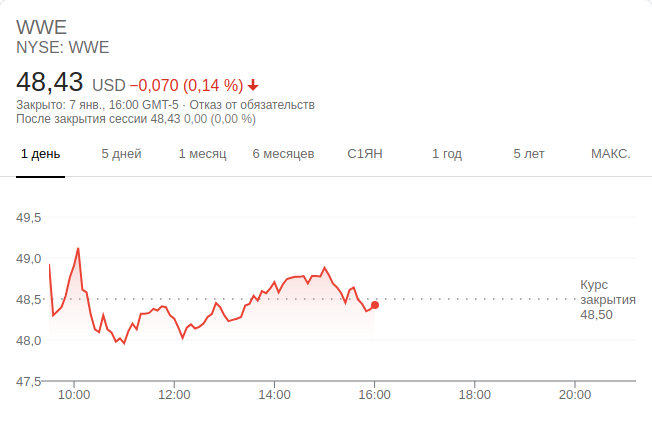 WWE
NYSE: WWE
48,43 USD −0,070 (0,14 %)
Закрыто: 7 янв., 16:00 GMT-5 · Отказ от обязательств
После закрытия сессии 48,43 0,00 (0,00 %)
1 день 5 дней 1 месяц 6 месяцев С1ЯН 1 год 5 лет МАКС.
49,5
49,0
48,5
48,0
47,5
Курс
закрытия
48,50
10:00 12:00 14:00 16:00 18:00 20:00